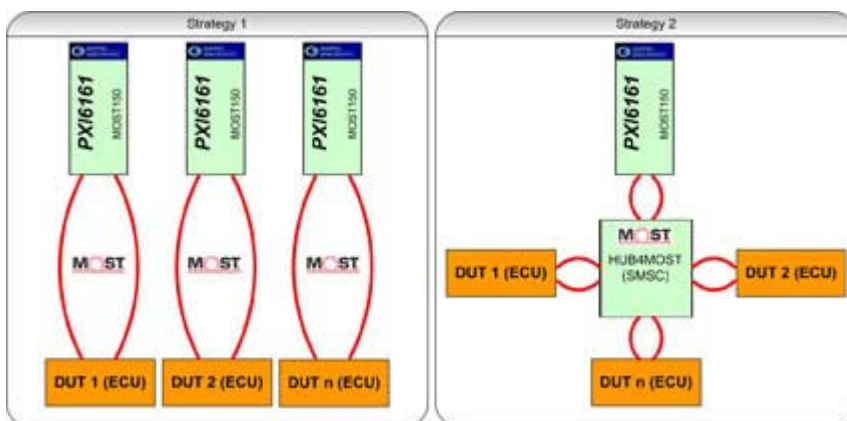 Strategy 1
PXI6161
MOST150
PXI6161
MOST150
PXI6161
MOST150
MOST
MOST
MOST
DUT 1 (ECU)
DUT 2 (ECU)
DUT n (ECU)
Strategy 2
PXI6161
MOST150
MOST
HUB4MOST
(SMSC)
DUT 1 (ECU)
DUT 2 (ECU)
DUT n (ECU)